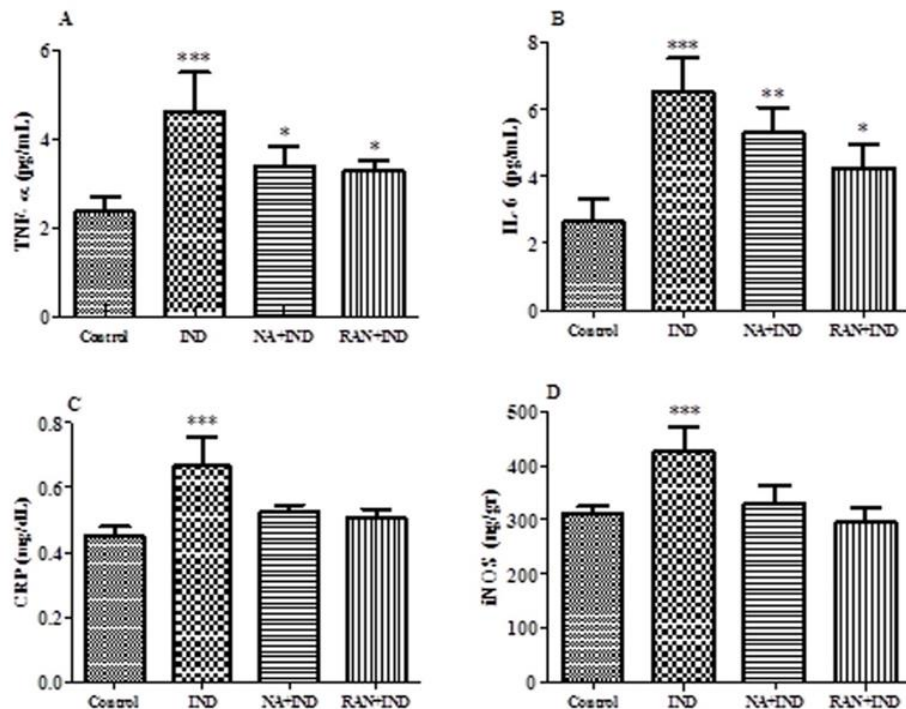 A
TNF- α (pg/mL)
6
4
2
0
***
*
*
Control IND NA+IND RAN+IND
B
IL-6 (pg/mL)
8
6
4
2
0
***
**
*
Control IND NA+IND RAN+IND
C
CRP (mg/dL)
0.8
0.6
0.4
0.2
0.0
***
Control IND NA+IND RAN+IND
D
iNOS (ng/gr)
500
400
300
200
100
0
***
Control IND NA+IND RAN+IND